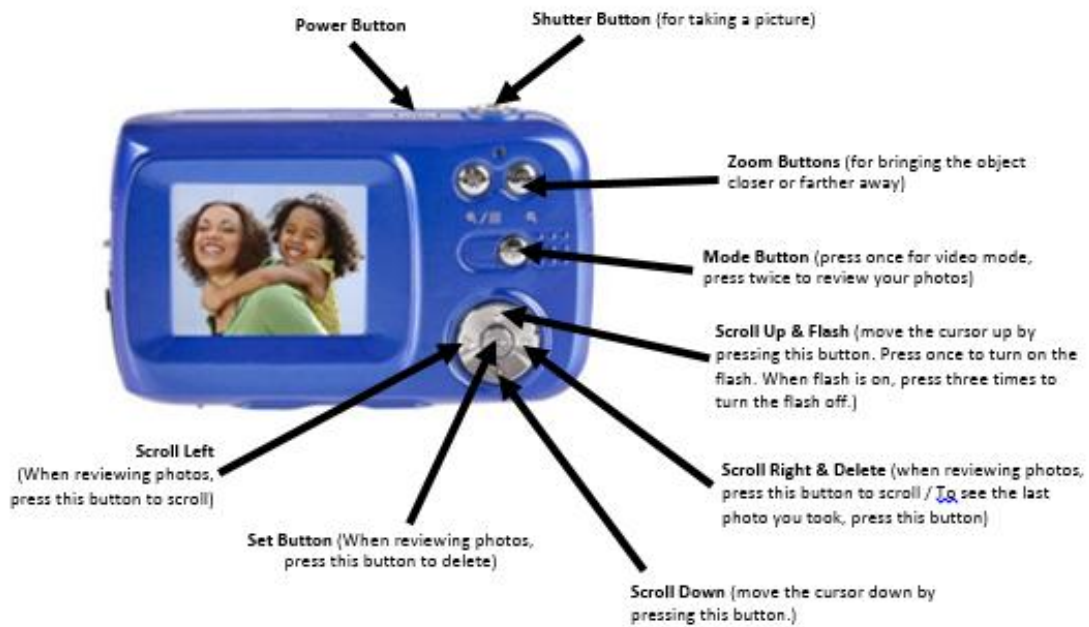 Power Button
Shutter Button (for taking a picture)
Zoom Buttons (for bringing the object
closer or farther away)
Mode Button (press once for video mode,
press twice to review your photos)
Scroll Up & Flash (move the cursor up by
pressing this button. Press once to turn on the
flash. When flash is on, press three times to
turn the flash off.)
Scroll Left
(When reviewing photos,
press this button to scroll)
Scroll Right & Delete (when reviewing photos,
press this button to scroll / To see the last
photo you took, press this button)
Set Button (When reviewing photos,
press this button to delete)
Scroll Down (move the cursor down by
pressing this button.)